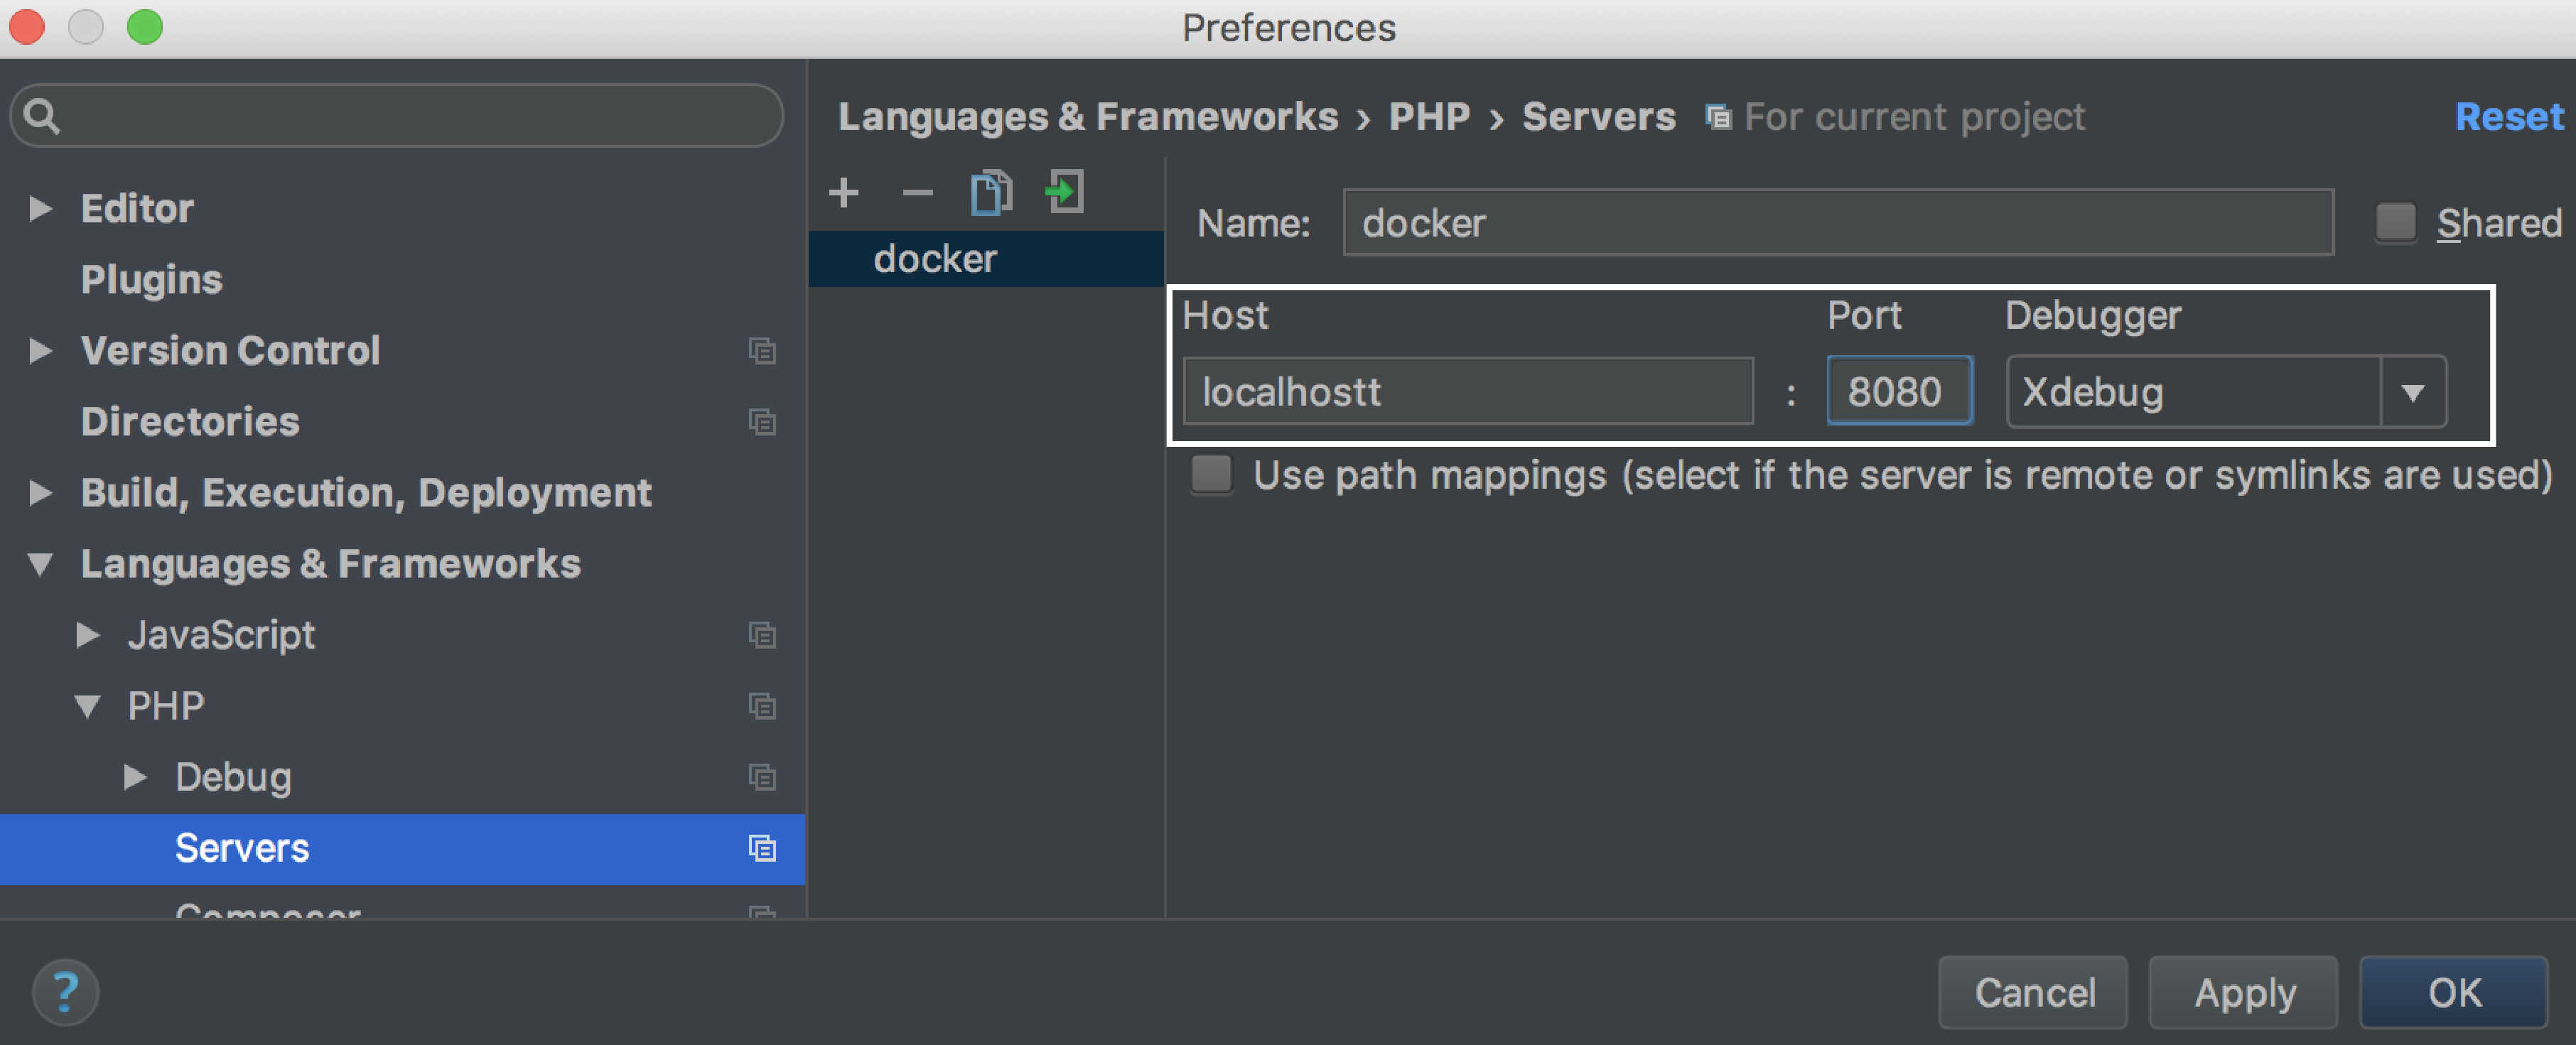 Preferences
Languages & Frameworks › PHP › Servers For current project Reset
Editor
Plugins
Version Control
Directories
Build, Execution, Deployment
Languages & Frameworks
JavaScript
PHP
Debug
Servers
Composer
docker
Name: docker Shared
Host Port Debugger
localhostt : 8080 Xdebug
Use path mappings (select if the server is remote or symlinks are used)
? Cancel Apply OK